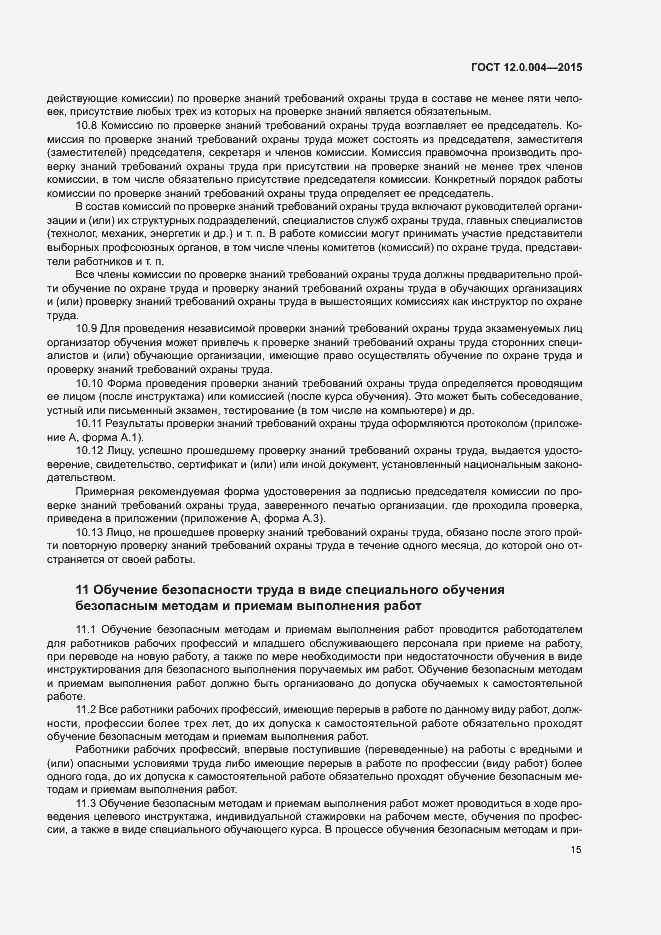 ГОСТ 12.0.004—2015
действующие комиссии) по проверке знаний требований охраны труда в составе не менее пяти чело-
век, присутствие любых трех из которых на проверке знаний является обязательным.
10.8 Комиссию по проверке знаний требований охраны труда возглавляет ее председатель. Ко-
миссия по проверке знаний требований охраны труда может состоять из председателя, заместителя
(заместителей) председателя, секретаря и членов комиссии. Комиссия правомочна производить про-
верку знаний требований охраны труда при присутствии на проверке знаний не менее трех членов
комиссии, в том числе обязательно присутствие председателя комиссии. Конкретный порядок работы
комиссии по проверке знаний требований охраны труда определяет ее председатель.
В состав комиссий по проверке знаний требований охраны труда включают руководителей органи-
зации и (или) их структурных подразделений, специалистов служб охраны труда, главных специалистов
(технолог, механик, энергетик и др.) и т. п. В работе комиссии могут принимать участие представители
выборных профсоюзных органов, в том числе члены комитетов (комиссий) по охране труда, представи-
тели работников и т. п.
Все члены комиссии по проверке знаний требований охраны труда должны предварительно прой-
ти обучение по охране труда и проверку знаний требований охраны труда в обучающих организациях
и (или) проверку знаний требований охраны труда в вышестоящих комиссиях как инструктор по охране
труда.
10.9 Для проведения независимой проверки знаний требований охраны труда экзаменуемых лиц
организатор обучения может привлечь к проверке знаний требований охраны труда сторонних специ-
алистов и (или) обучающие организации, имеющие право осуществлять обучение по охране труда и
проверку знаний требований охраны труда.
10.10 Форма проведения проверки знаний требований охраны труда определяется проводящим
ее лицом (после инструктажа) или комиссией (после курса обучения). Это может быть собеседование,
устный или письменный экзамен, тестирование (в том числе на компьютере) и др.
10.11 Результаты проверки знаний требований охраны труда оформляются протоколом (приложе-
ние А, форма А.1).
10.12 Лицу, успешно прошедшему проверку знаний требований охраны труда, выдается удосто-
верение, свидетельство, сертификат и (или) или иной документ, установленный национальным законо-
дательством.
Примерная рекомендуемая форма удостоверения за подписью председателя комиссии по про-
верке знаний требований охраны труда, заверенного печатью организации, где проходила проверка,
приведена в приложении (приложение А, форма А.3).
10.13 Лицо, не прошедшее проверку знаний требований охраны труда, обязано после этого прой-
ти повторную проверку знаний требований охраны труда в течение одного месяца, до которой оно от-
страняется от своей работы.
11 Обучение безопасности труда в виде специального обучения
безопасным методам и приемам выполнения работ
11.1 Обучение безопасным методам и приемам выполнения работ проводится работодателем
для работников рабочих профессий и младшего обслуживающего персонала при приеме на работу,
при переводе на новую работу, а также по мере необходимости при недостаточности обучения в виде
инструктирования для безопасного выполнения поручаемых им работ. Обучение безопасным методам
и приемам выполнения работ должно быть организовано до допуска обучаемых к самостоятельной
работе.
11.2 Все работники рабочих профессий, имеющие перерыв в работе по данному виду работ, долж-
ности, профессии более трех лет, до их допуска к самостоятельной работе обязательно проходят
обучение безопасным методам и приемам выполнения работ.
Работники рабочих профессий, впервые поступившие (переведенные) на работы с вредными и
(или) опасными условиями труда либо имеющие перерыв в работе по профессии (виду работ) более
одного года, до их допуска к самостоятельной работе обязательно проходят обучение безопасным ме-
тодам и приемам выполнения работ.
11.3 Обучение безопасным методам и приемам выполнения работ может проводиться в ходе про-
ведения целевого инструктажа, индивидуальной стажировки на рабочем месте, обучения по профес-
сии, а также в виде специального обучающего курса. В процессе обучения безопасным методам и при-
15